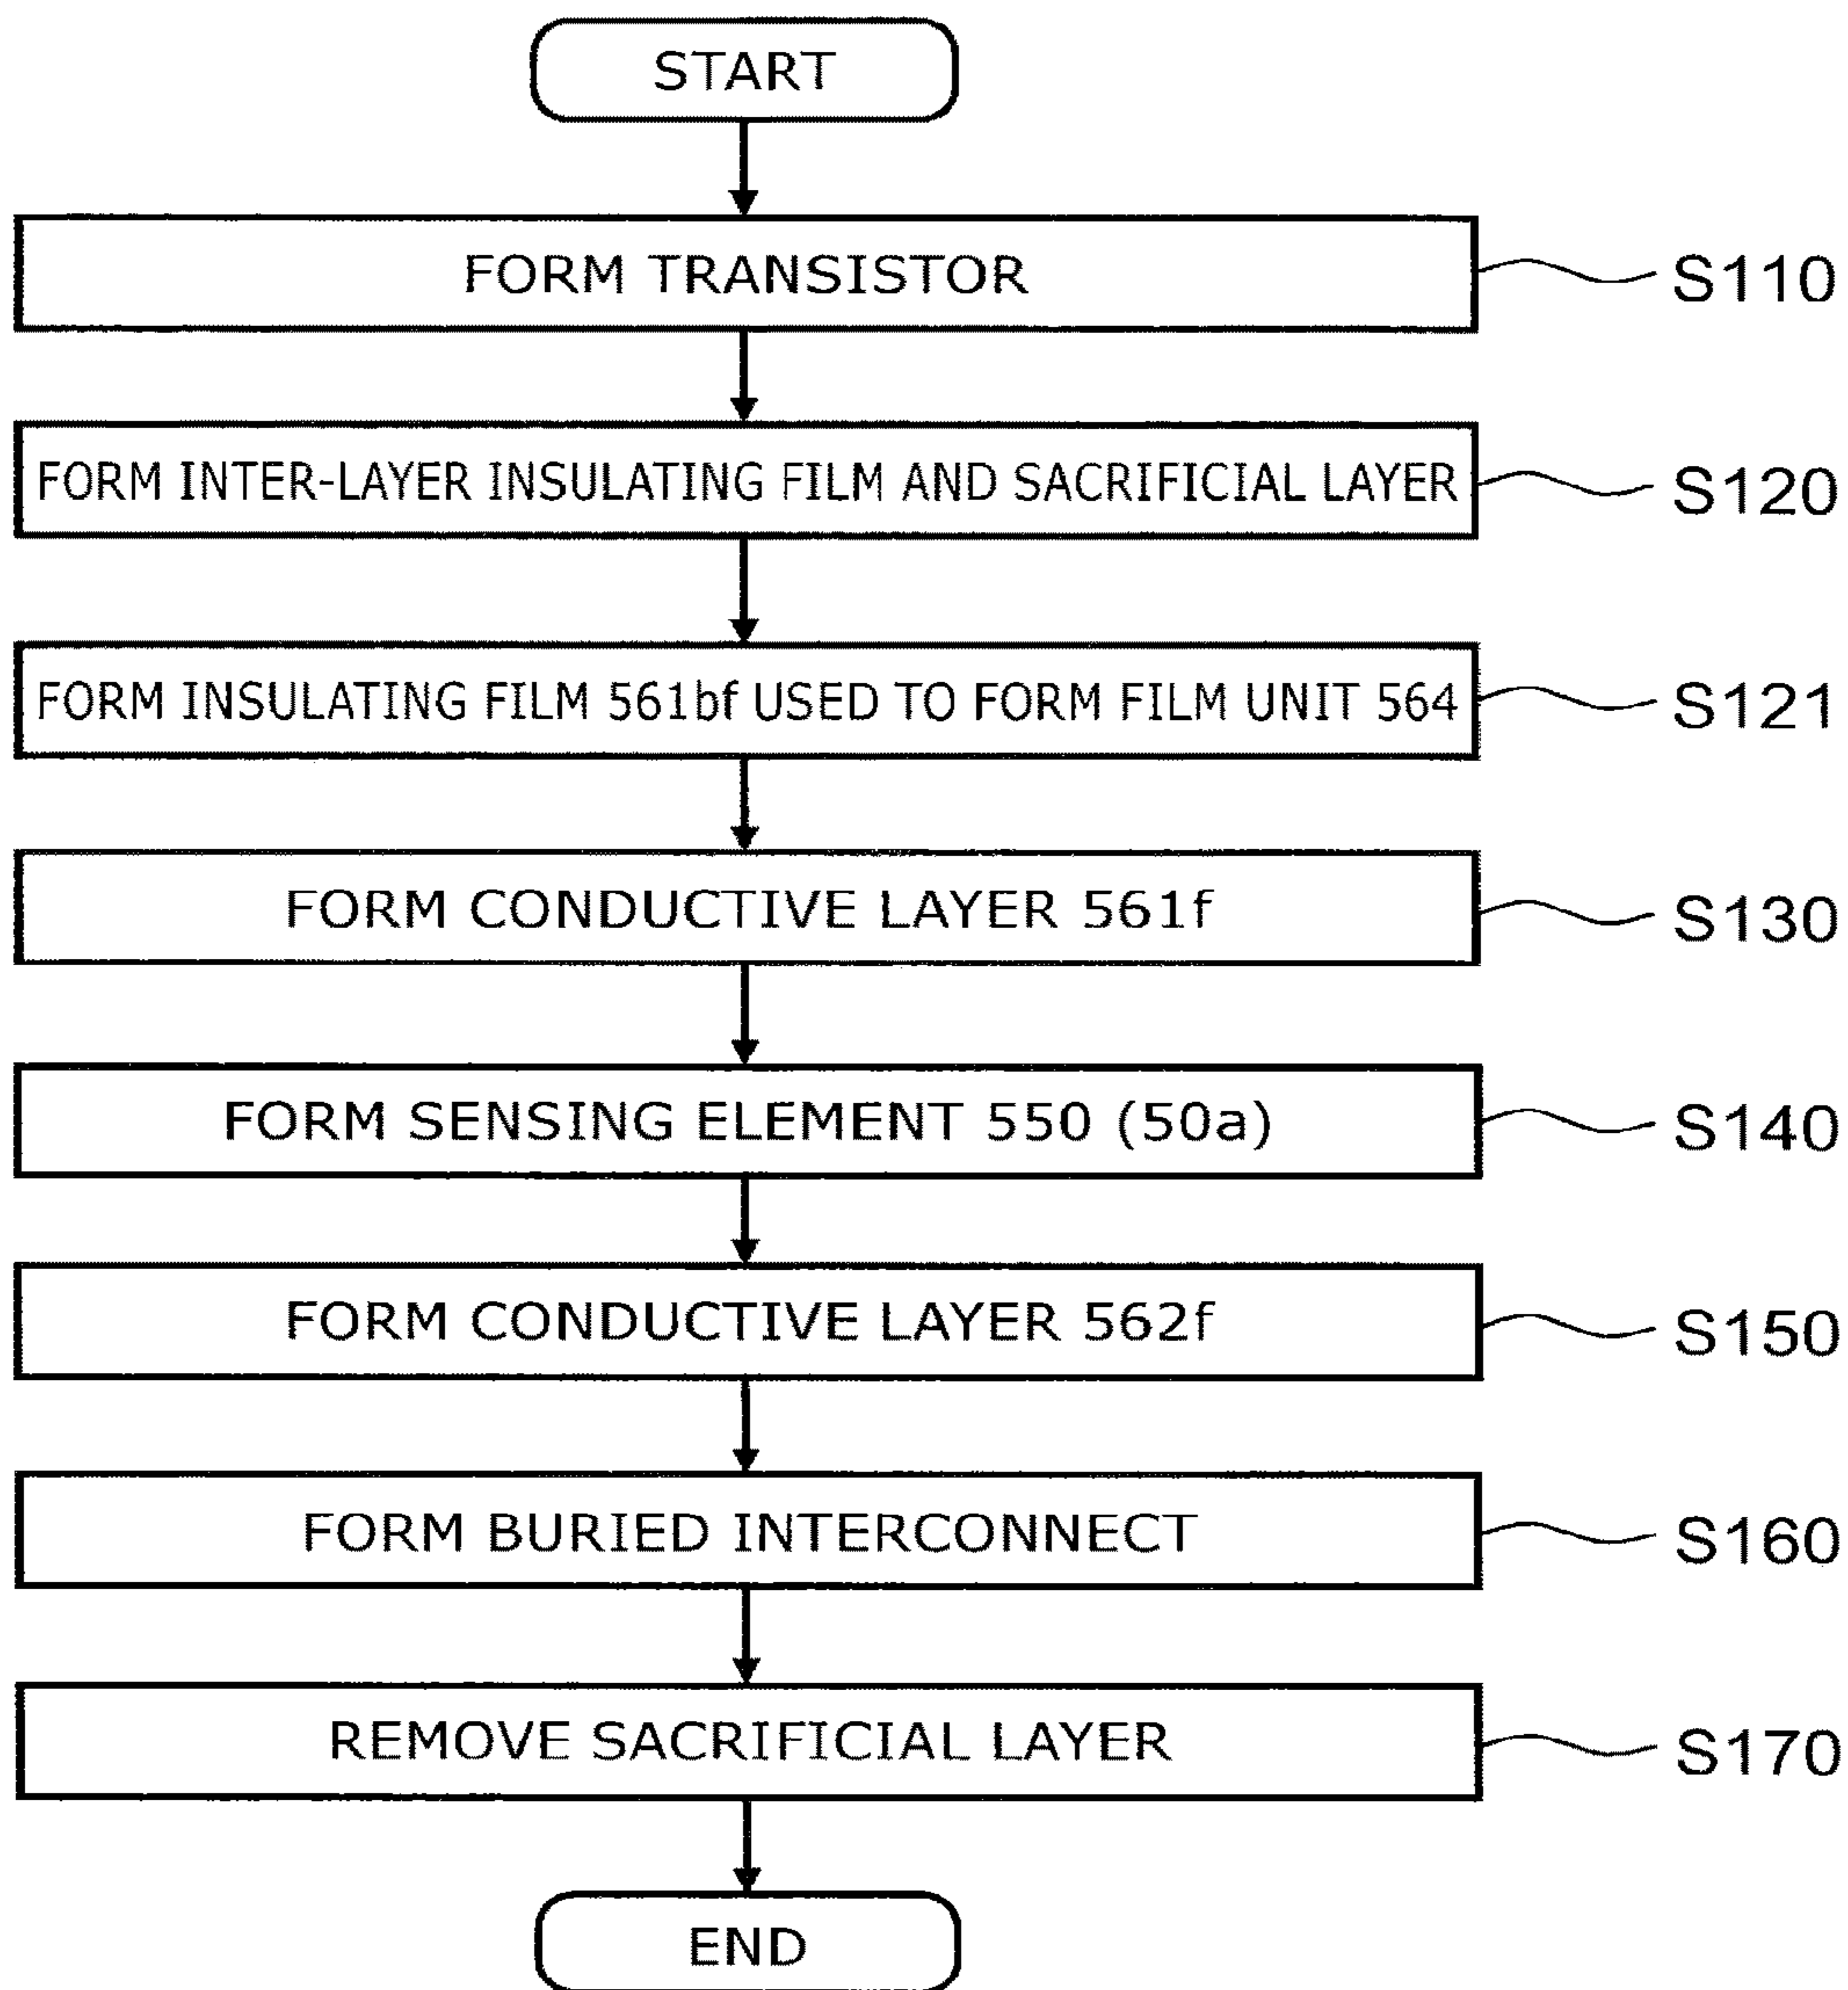 START
FORM TRANSISTOR S110
FORM INTER-LAYER INSULATING FILM AND SACRIFICIAL LAYER S120
FORM INSULATING FILM 561bf USED TO FORM FILM UNIT 564 S121
FORM CONDUCTIVE LAYER 561f S130
FORM SENSING ELEMENT 550 (50a) S140
FORM CONDUCTIVE LAYER 562f S150
FORM BURIED INTERCONNECT S160
REMOVE SACRIFICIAL LAYER S170
END